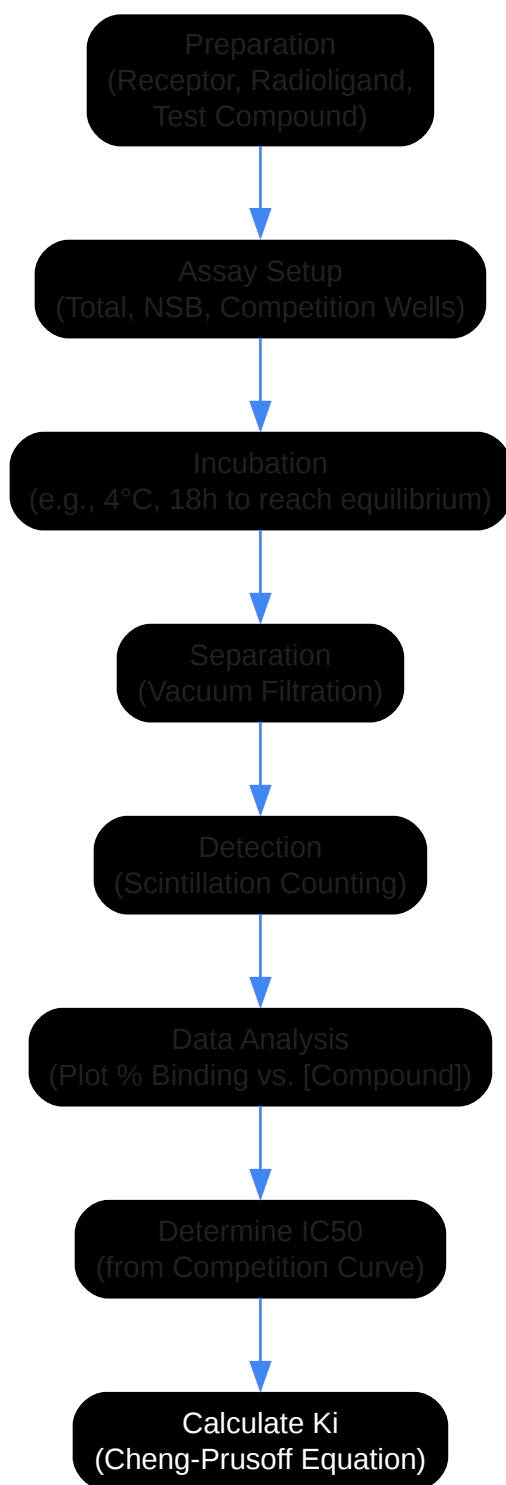 Preparation
(Receptor, Radioligand,
Test Compound)
Assay Setup
(Total, NSB, Competition Wells)
Incubation
(e.g., 4°C, 18h to reach equilibrium)
Separation
(Vacuum Filtration)
Detection
(Scintillation Counting)
Data Analysis
(Plot % Binding vs. [Compound])
Determine IC50
(from Competition Curve)
Calculate Ki
(Cheng-Prusoff Equation)